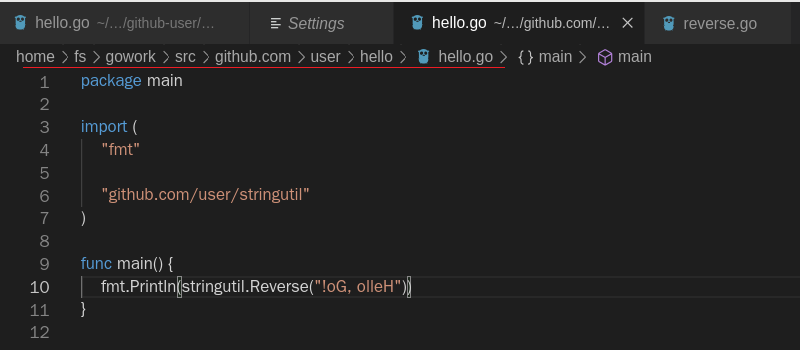 hello.go ~/.../github-user/... Settings hello.go ~/.../github.com/... × reverse.go
home > fs > gowork > src > github.com > user > hello > hello.go > { } main > main
1 package main
2
3 import (
4 "fmt"
5
6 "github.com/user/stringutil"
7 )
8
9 func main() {
10 fmt.Println(stringutil.Reverse("!oG, olleH"))
11 }
12